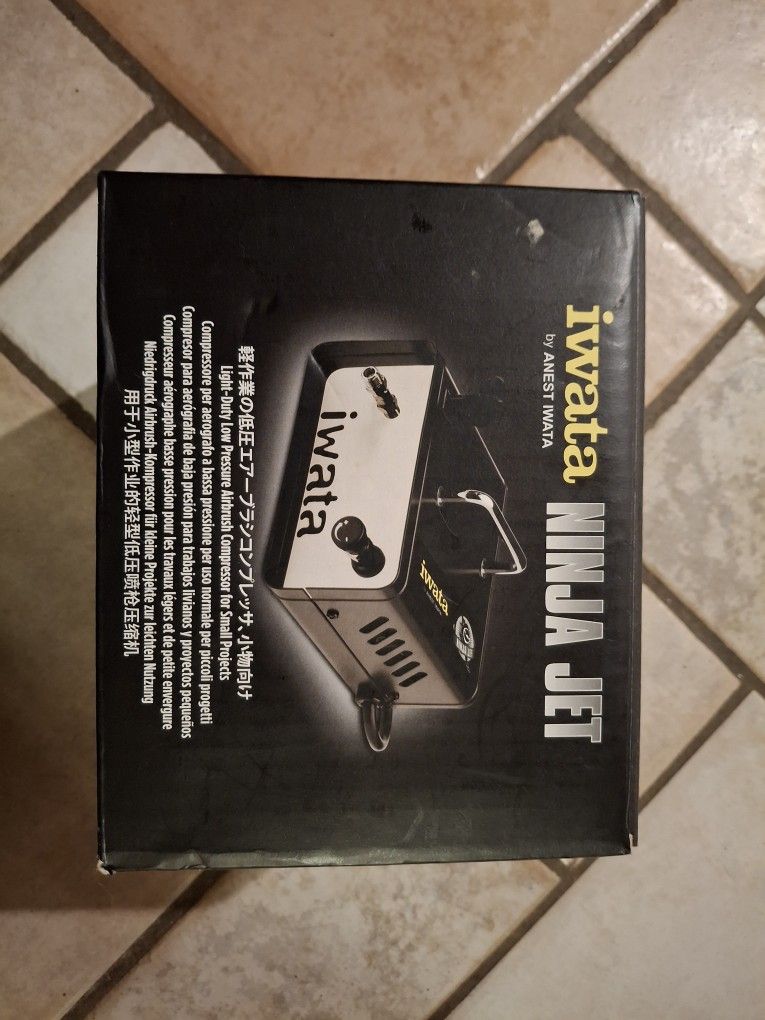 iwata NINJA JET
by ANEST IWATA
iwata
iwata
軽作業の低圧エアーブラシコンプレッサ、小物向け
Light-Duty Low Pressure Airbrush Compressor for Small Projects
Compressore per aerografo a bassa pressione per uso normale per piccoli progetti
Compresor para aerógrafia de baja presión para trabajos livianos y proyectos pequeños
Compresseur aérographe basse pression pour les travaux légers et de petite envergure
Niedrigdruck Airbrush-Kompressor für kleine Projekte zur leichten Nutzung
用于小型作业的轻型低压喷枪压缩机